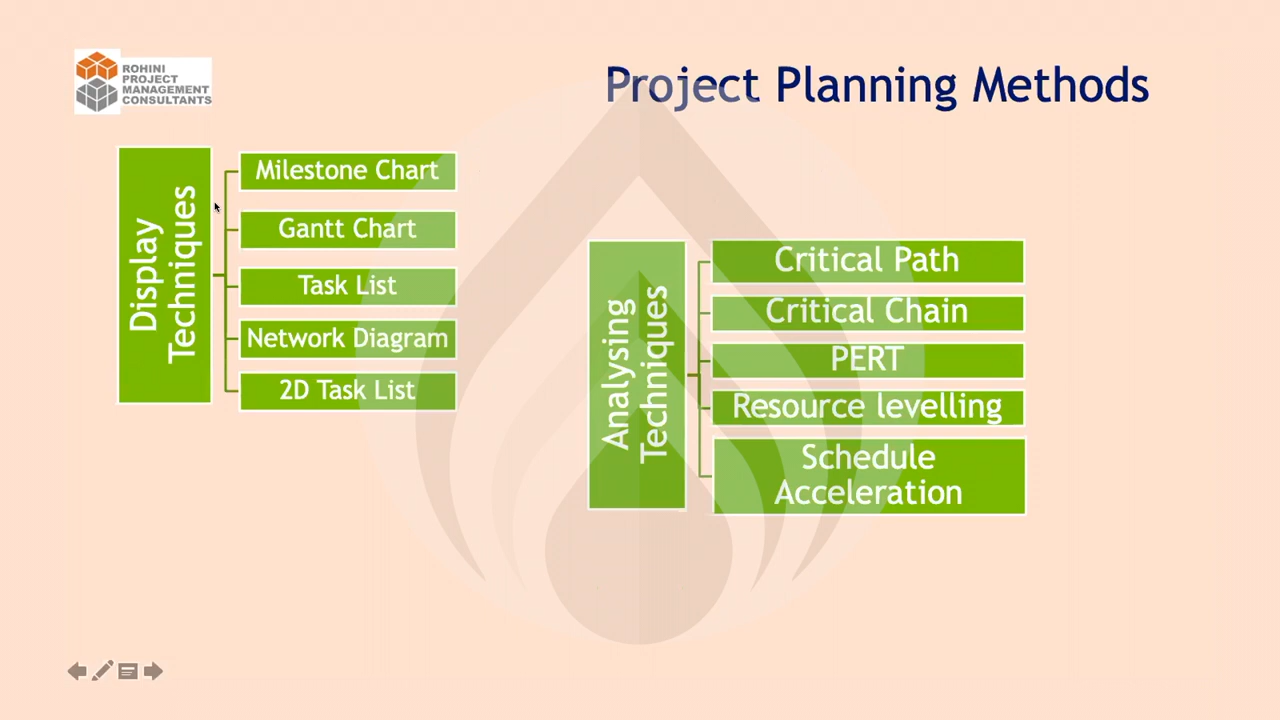 ROHINI
PROJECT
MANAGEMENT
CONSULTANTS
Project Planning Methods
Display
Techniques
Milestone Chart
Gantt Chart
Task List
Network Diagram
2D Task List
Analysing
Techniques
Critical Path
Critical Chain
PERT
Resource levelling
Schedule
Acceleration